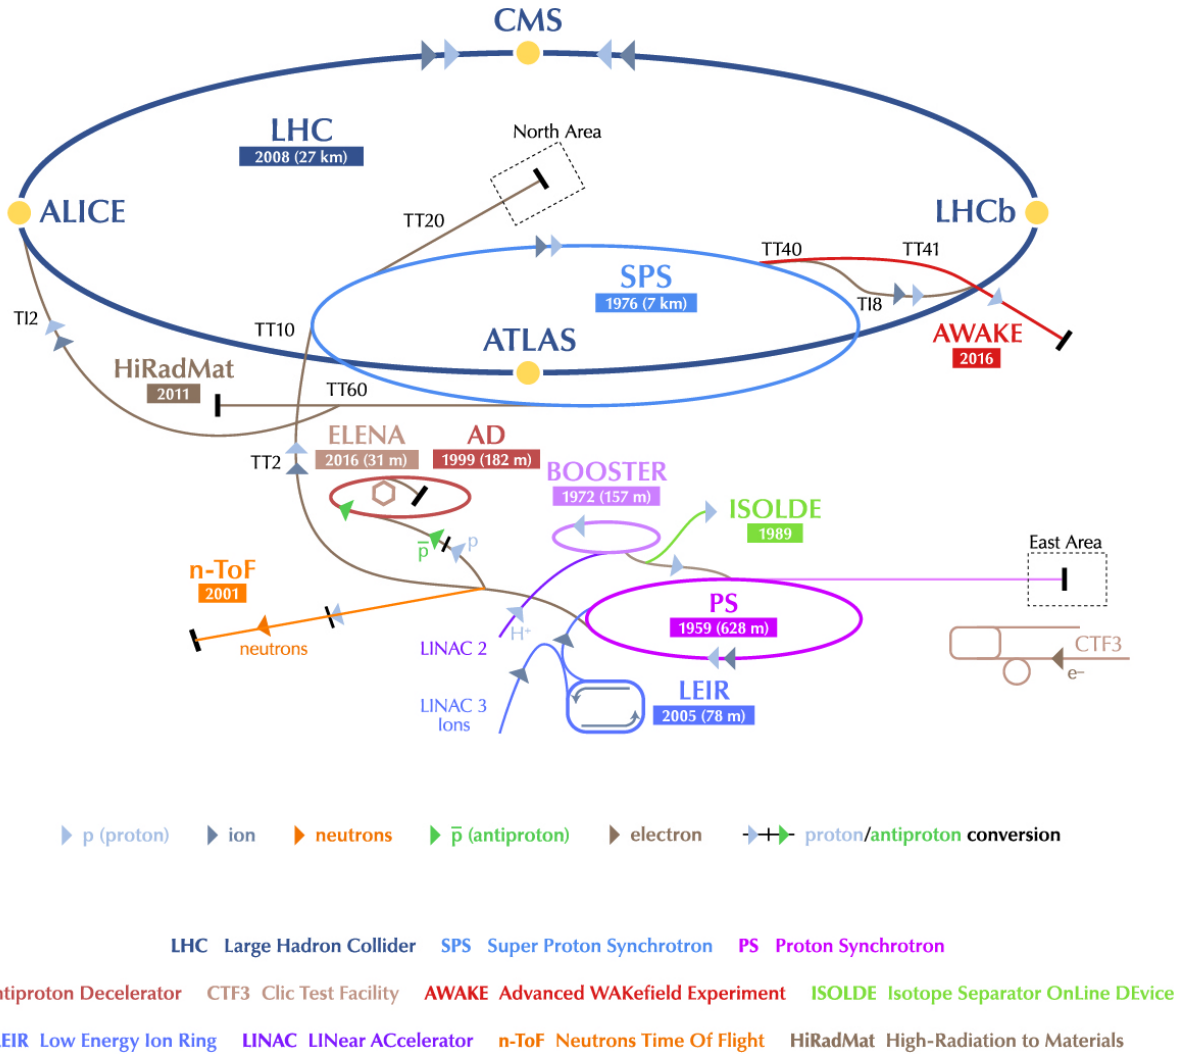 CMS
LHC
2008 (27 km)
North Area
ALICE
LHCb
TT20
TT40
TT41
SPS
1976 (7 km)
TI2
TT10
TI8
ATLAS
AWAKE
2016
HiRadMat
2011
TT60
ELENA
2016 (31 m)
AD
1999 (182 m)
TT2
BOOSTER
1972 (157 m)
ISOLDE
1989
p
p̅
East Area
n-ToF
2001
PS
1959 (628 m)
H⁺
neutrons
LINAC 2
CTF3
e–
LEIR
2005 (78 m)
LINAC 3
Ions
p (proton) ion neutrons p̅ (antiproton) electron proton/antiproton conversion
LHC Large Hadron Collider SPS Super Proton Synchrotron PS Proton Synchrotron
ntiproton Decelerator CTF3 Clic Test Facility AWAKE Advanced WAKefield Experiment ISOLDE Isotope Separator OnLine DEvice
EIR Low Energy Ion Ring LINAC LINear ACcelerator n-ToF Neutrons Time Of Flight HiRadMat High-Radiation to Materials